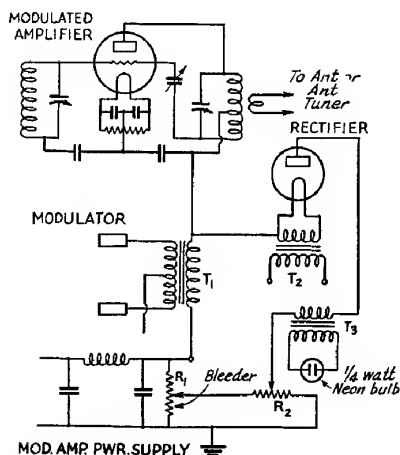 MODULATED
AMPLIFIER
To Ant or
Ant
Tuner
RECTIFIER
MODULATOR
T1
T2
T3
R1
Bleeder
R2
1/4 watt
Neon bulb
MOD. AMP. PWR. SUPPLY